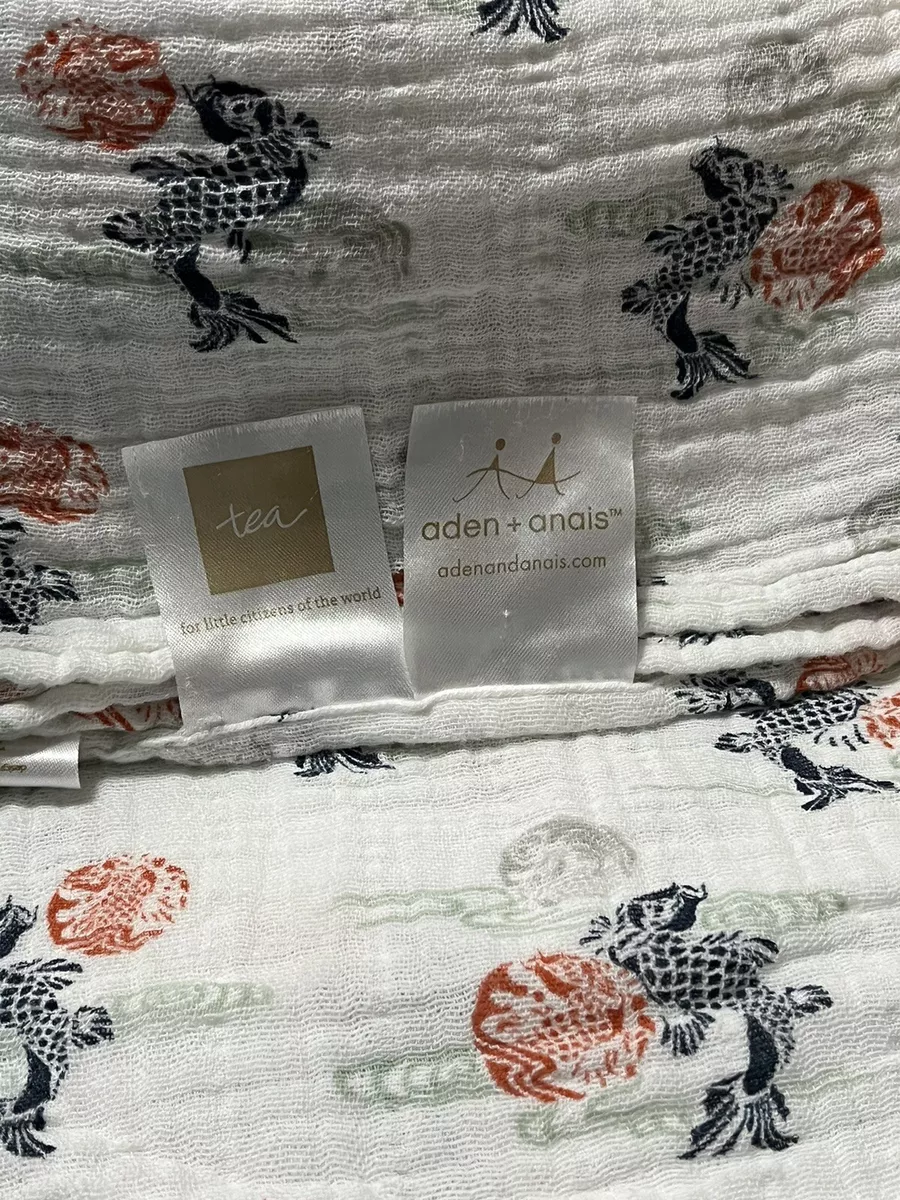 tea
for little citizens of the world
aden + anais™
adenandanais.com